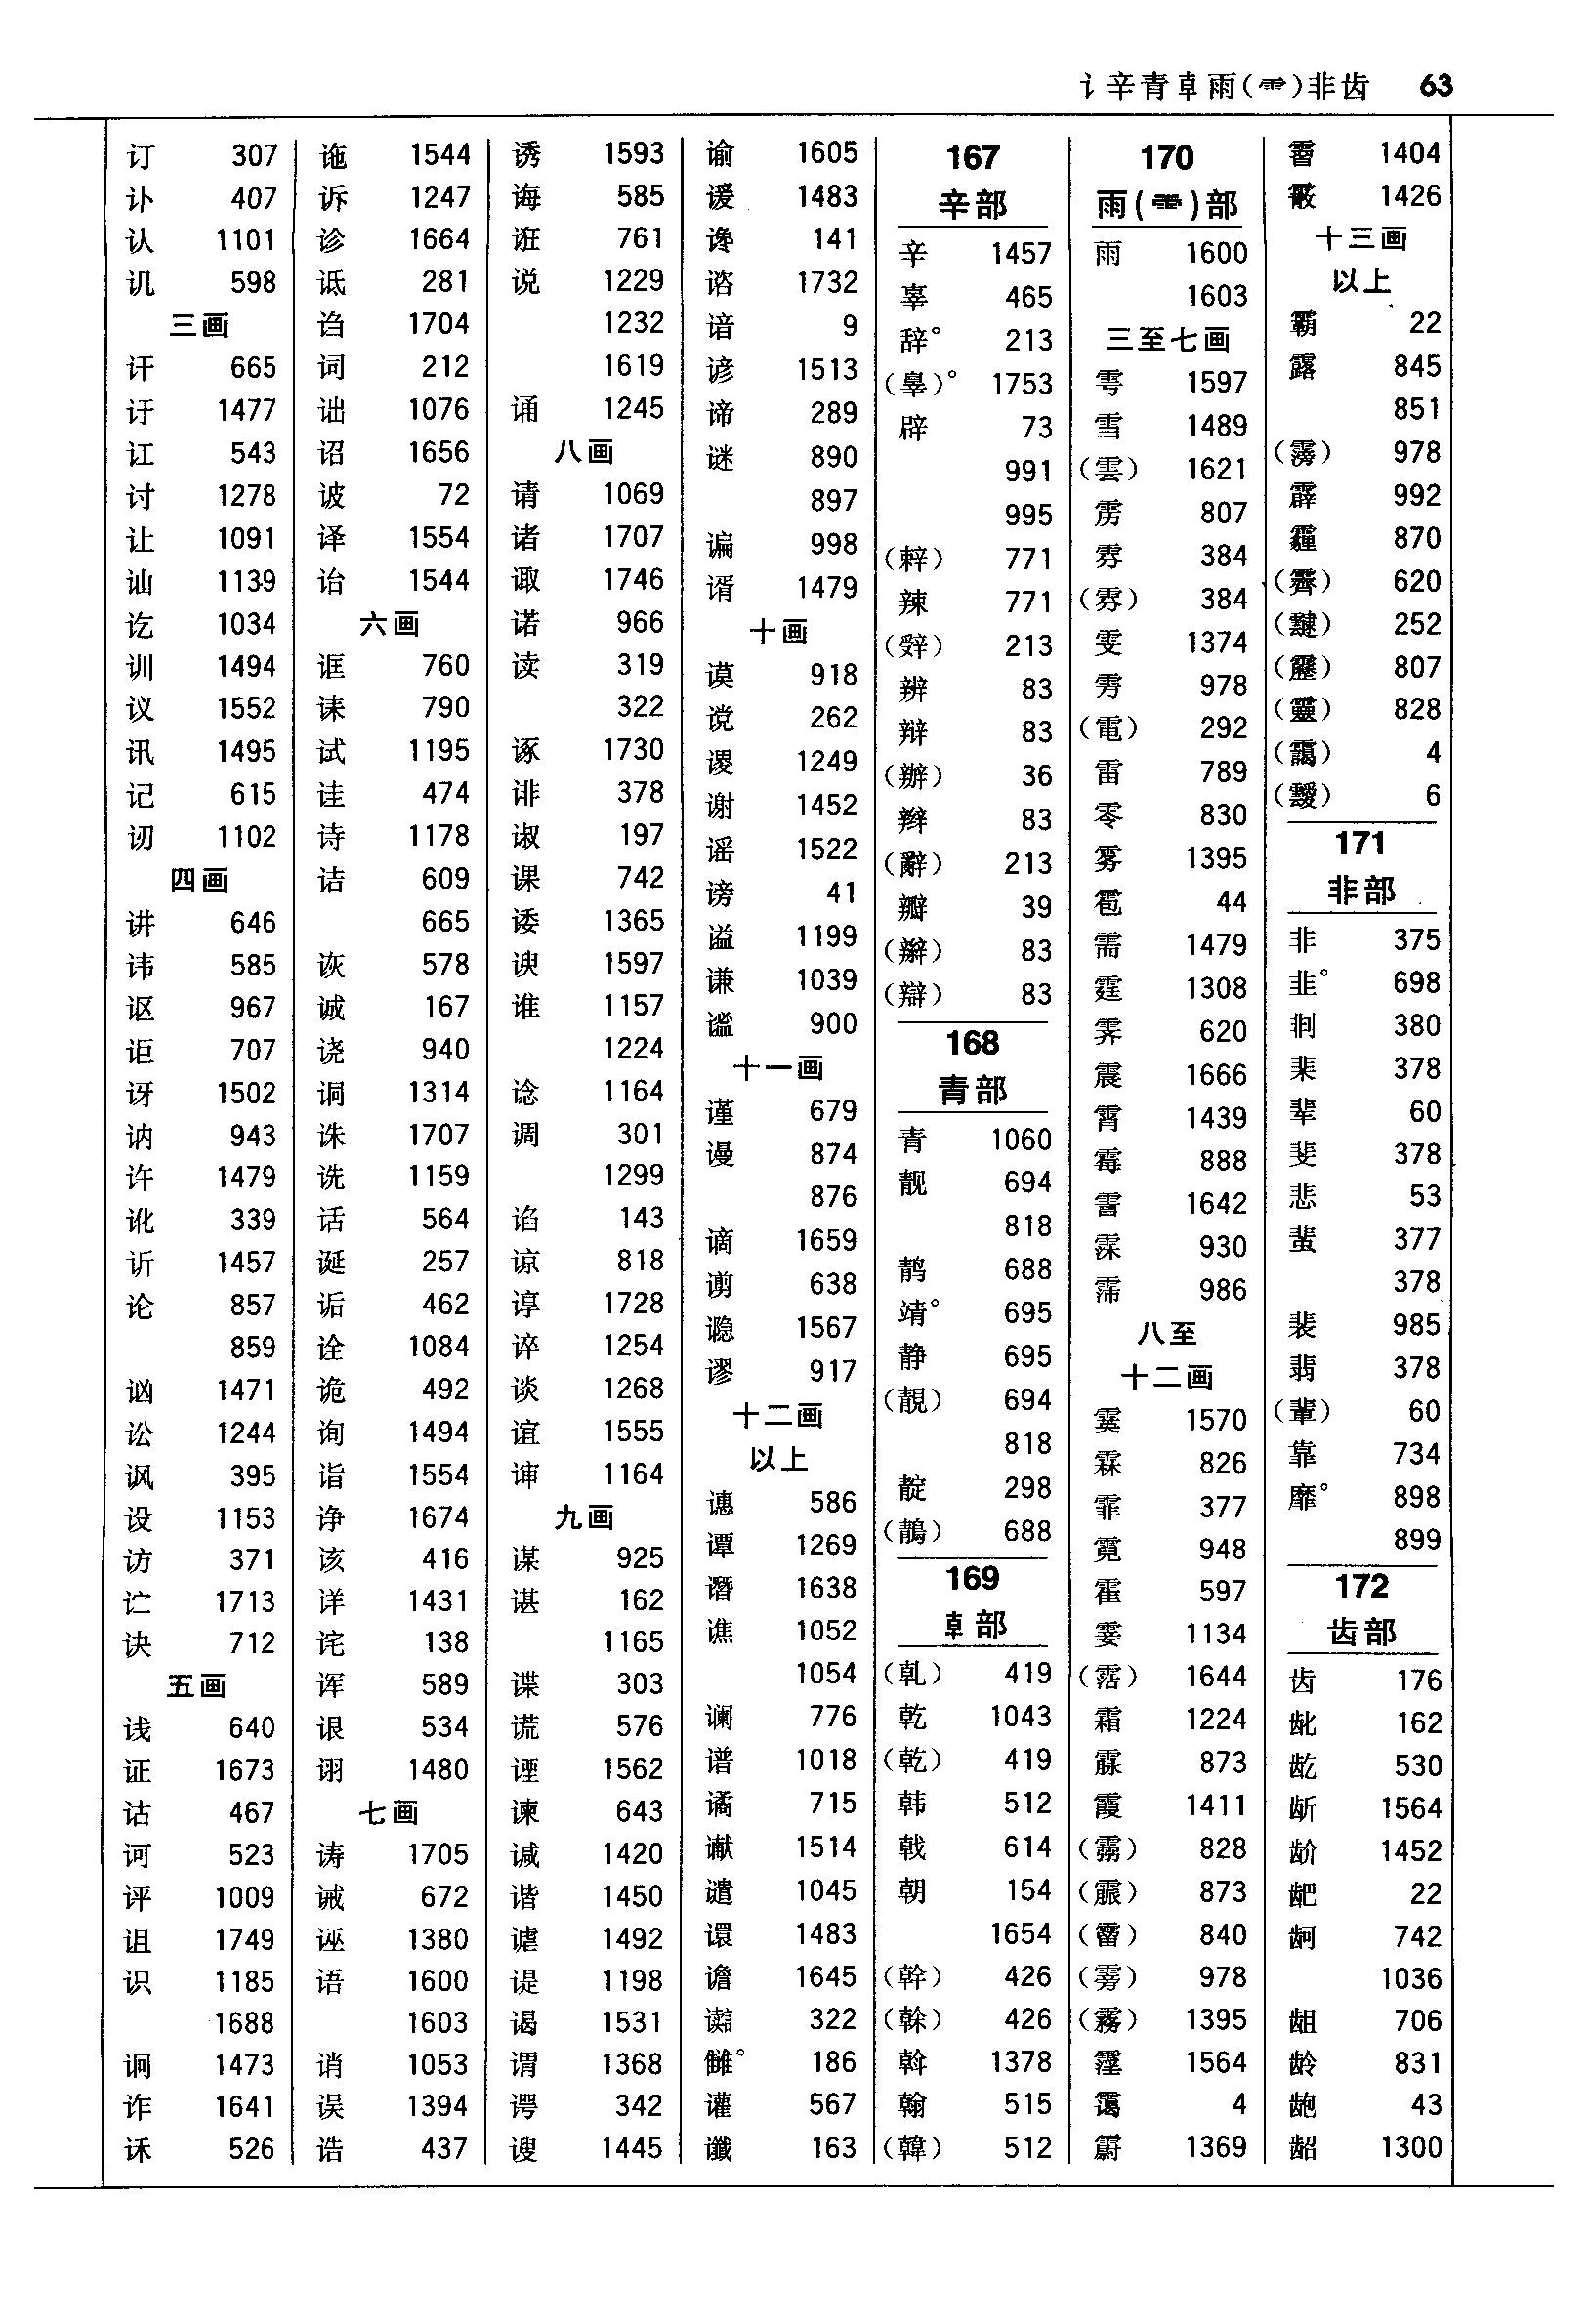 讠辛青卓雨(⻗)非齿 63
订 307
讣 407
认 1101
讥 598
三画
讦 665
讧 543
讨 1278
让 1091
讪 1139
讫 1034
训 1494
议 1552
讯 1495
记 615
讱 1102
四画
讲 646
讳 585
讴 967
讵 707
讶 1502
讷 943
许 1479
讹 339
䜣 1457
论 857
859
讻 1471
讼 1244
讽 395
设 1153
访 371
1713
诀 712
五画
640
证 1673
诂 467
诃 523
评 1009
诅 1749
识 1185
1688
诇 1473
诈 1641
526
𬣞 1544
诉 1247
诊 1664
诋 281
诌 1704
词 212
诎 1076
诏 1656
诐 72
译 1554
诒 1544
六画
诓 760
诔 790
试 1195
诖 474
诗 1178
诘 609
665
诙 578
诚 167
浇 940
诇 1314
诛 1707
诜 1159
话 564
诞 257
诟 462
诠 1084
诡 492
询 1494
诣 1554
诤 1674
该 416
详 1431
诧 138
诨 589
诩 1480
七画
诪 1705
诫 672
诬 1380
语 1600
1603
诮 1053
误 1394
诰 437
诱 1593
诲 585
诳 761
说 1229
1232
1619
诵 1245
八画
请 1069
诸 1707
诹 1746
诺 966
读 319
322
诼 1730
诽 378
197
课 742
诿 1365
谀 1597
谁 1157
1224
谂 1164
调 301
1299
谄 143
谅 818
谆 1728
谇 1254
谈 1268
谊 1555
1164
九画
谋 925
谌 162
1165
谍 303
谎 576
1562
谏 643
諴 1420
谐 1450
谑 1492
1198
谒 1531
谓 1368
谔 342
谡 1445
谕 1605
谖 1483
谗 141
谘 1732
谙 9
谚 1513
谛 289
谜 890
897
谝 998
谞 1479
十画
谟 918
谠 262
谡 1249
谢 1452
谣 1522
谤 41
谥 1199
谦 1039
谧 900
十一画
谨 679
谩 874
876
谪 1659
谫 638
1567
谬 917
十二画
以上
586
谭 1269
谮 1638
谯 1052
1054
谰 776
谱 1018
谲 715
谳 1514
谴 1045
1483
谵 1645
322
雠° 186
567
谶 163
167
辛部
辛 1457
辜 465
辞° 213
(辠)° 1753
辟 73
991
995
(辢) 771
辣 771
(辤) 213
辨 83
辩 83
(辦) 36
辫 83
(辭) 213
瓣 39
(辮) 83
(辯) 83
168
青部
青 1060
靓 694
818
鹊 688
靖° 695
静 695
(靚) 694
818
靛 298
(鵲) 688
169
卓部
(乹) 419
乾 1043
(乾) 419
韩 512
戟 614
朝 154
1654
(幹) 426
(榦) 426
斡 1378
翰 515
(韓) 512
170
雨(⻗)部
雨 1600
1603
三至七画
雩 1597
雪 1489
(雲) 1621
雳 807
雰 384
(雰) 384
雯 1374
雱 978
(電) 292
雷 789
零 830
雾 1395
雹 44
需 1479
霆 1308
霁 620
震 1666
霄 1439
霉 888
霅 1642
霂 930
霈 986
八至
十二画
霙 1570
霖 826
霏 377
霓 948
霍 597
霎 1134
(霑) 1644
霜 1224
霡 873
霞 1411
828
(霢) 873
(霤) 840
(雱) 978
(霧) 1395
霪 1564
霭 4
霨 1369
霫 1404
1426
十三画
以上
霸 22
露 845
851
(霶) 978
霹 992
霾 870
(霽) 620
(靆) 252
(靂) 807
(靈) 828
(靄) 4
(靉) 6
171
非部
非 375
韭° 698
剕 380
棐 378
辈 60
斐 378
悲 53
蜚 377
378
裴 985
翡 378
(輩) 60
靠 734
靡° 898
899
172
齿部
齿 176
龀 162
龁 530
龂 1564
龄 1452
龅 22
龋 742
1036
龃 706
龄 831
龅 43
龆 1300